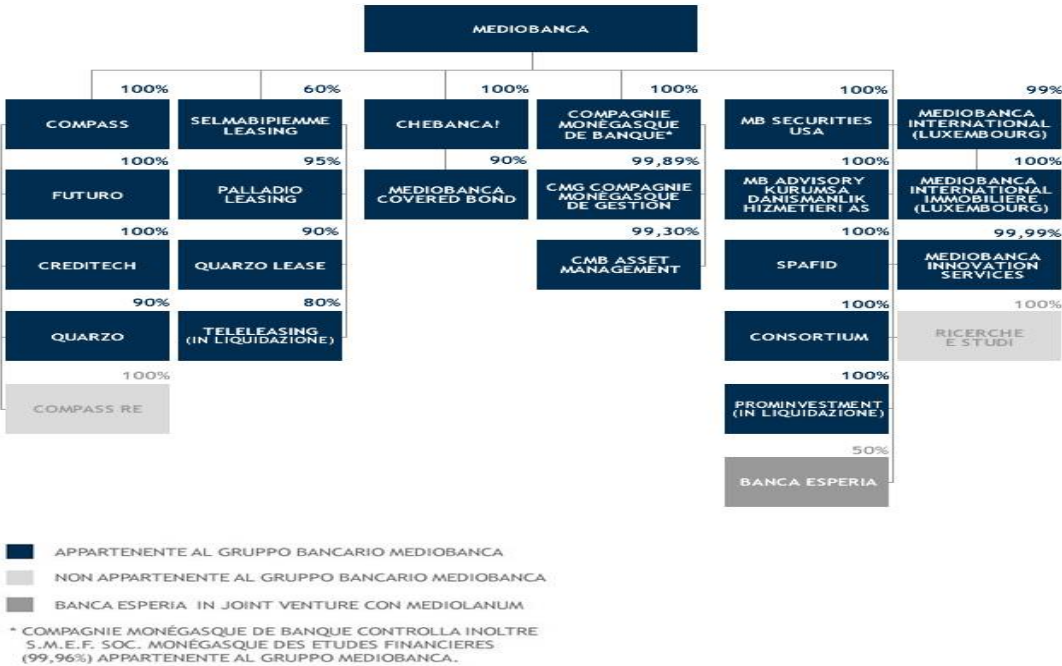 MEDIOBANCA
100%
60%
100%
100%
100%
99%
COMPASS
SELMABIPIEMME
LEASING
CHEBANCA!
COMPAGNIE
MONÉGASQUE
DE BANQUE*
MB SECURITIES
USA
MEDIOBANCA
INTERNATIONAL
(LUXEMBOURG)
100%
95%
90%
99,89%
100%
100%
FUTURO
PALLADIO
LEASING
MEDIOBANCA
COVERED BOND
CMG COMPAGNIE
MONÉGASQUE
DE GESTION
MB ADVISORY
KURUMSA
DANISMANLIK
HIZMETIERI AS
MEDIOBANCA
INTERNATIONAL
IMMOBILIERE
(LUXEMBOURG)
100%
90%
99,30%
100%
99,99%
CREDITECH
QUARZO LEASE
CMB ASSET
MANAGEMENT
SPAFID
MEDIOBANCA
INNOVATION
SERVICES
90%
80%
100%
100%
QUARZO
TELELEASING
(IN LIQUIDAZIONE)
CONSORTIUM
RICERCHE
E STUDI
100%
100%
COMPASS RE
PROMINVESTMENT
(IN LIQUIDAZIONE)
50%
BANCA ESPERIA
APPARTENENTE AL GRUPPO BANCARIO MEDIOBANCA
NON APPARTENENTE AL GRUPPO BANCARIO MEDIOBANCA
BANCA ESPERIA IN JOINT VENTURE CON MEDIOLANUM
* COMPAGNIE MONÉGASQUE DE BANQUE CONTROLLA INOLTRE
S.M.E.F. SOC. MONÉGASQUE DES ETUDES FINANCIERES
(99,96%) APPARTENENTE AL GRUPPO MEDIOBANCA.